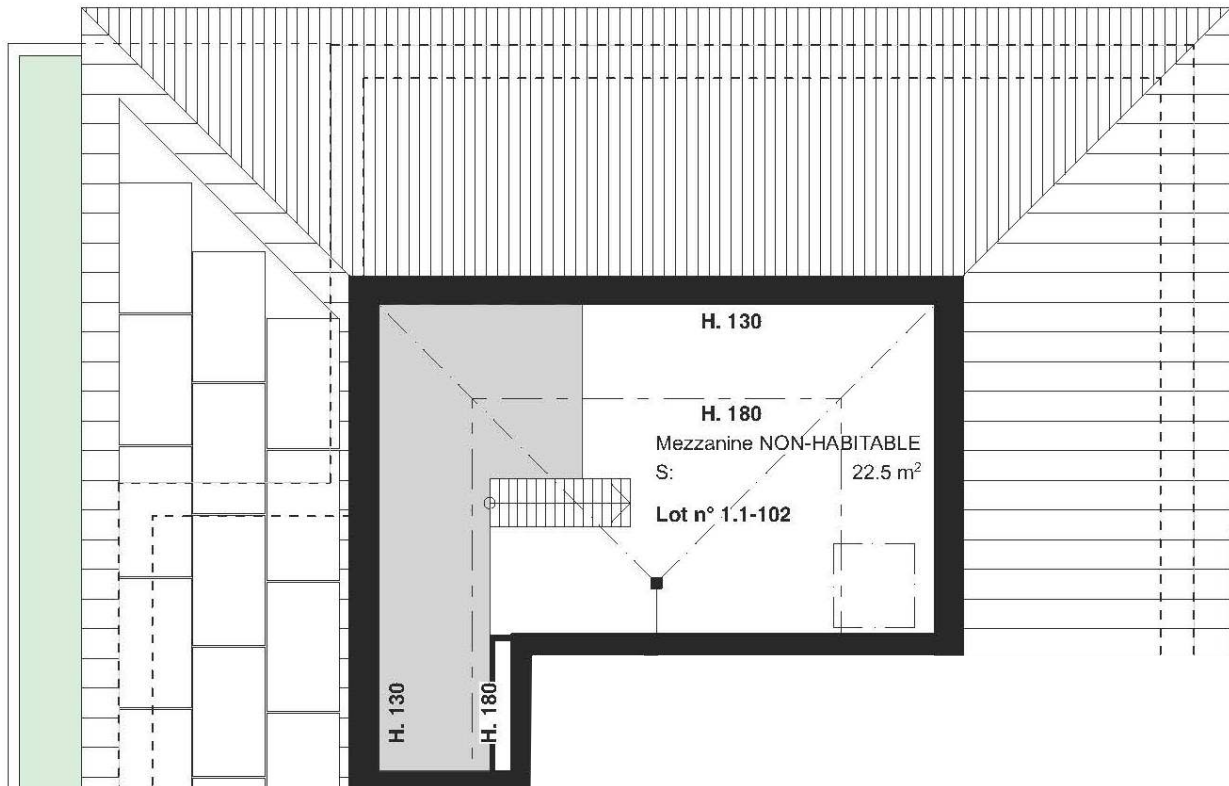 H. 130
H. 180
Mezzanine NON-HABITABLE
S: 22.5 m²
Lot n° 1.1-102
H. 130
H. 180